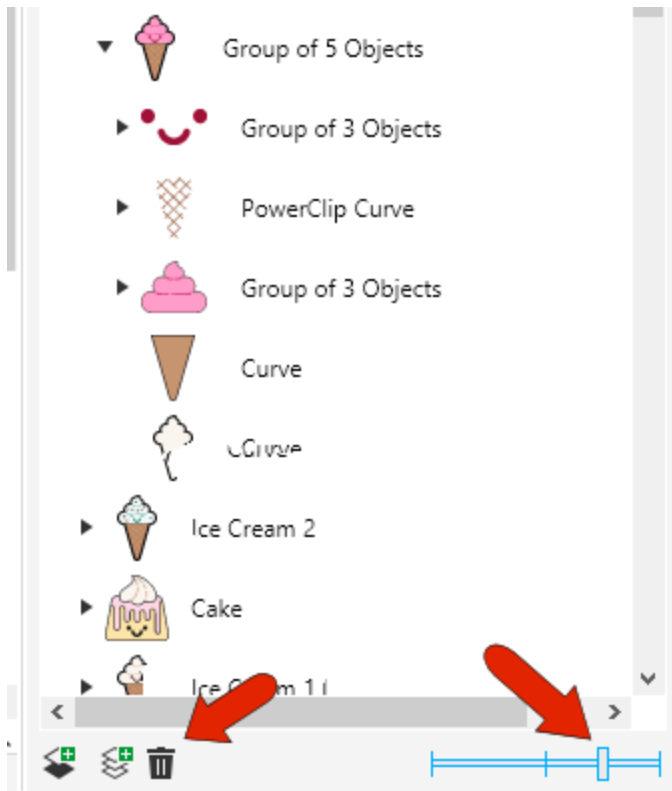 Group of 5 Objects
Group of 3 Objects
PowerClip Curve
Group of 3 Objects
Curve
Ice Cream 2
Cake
Ice